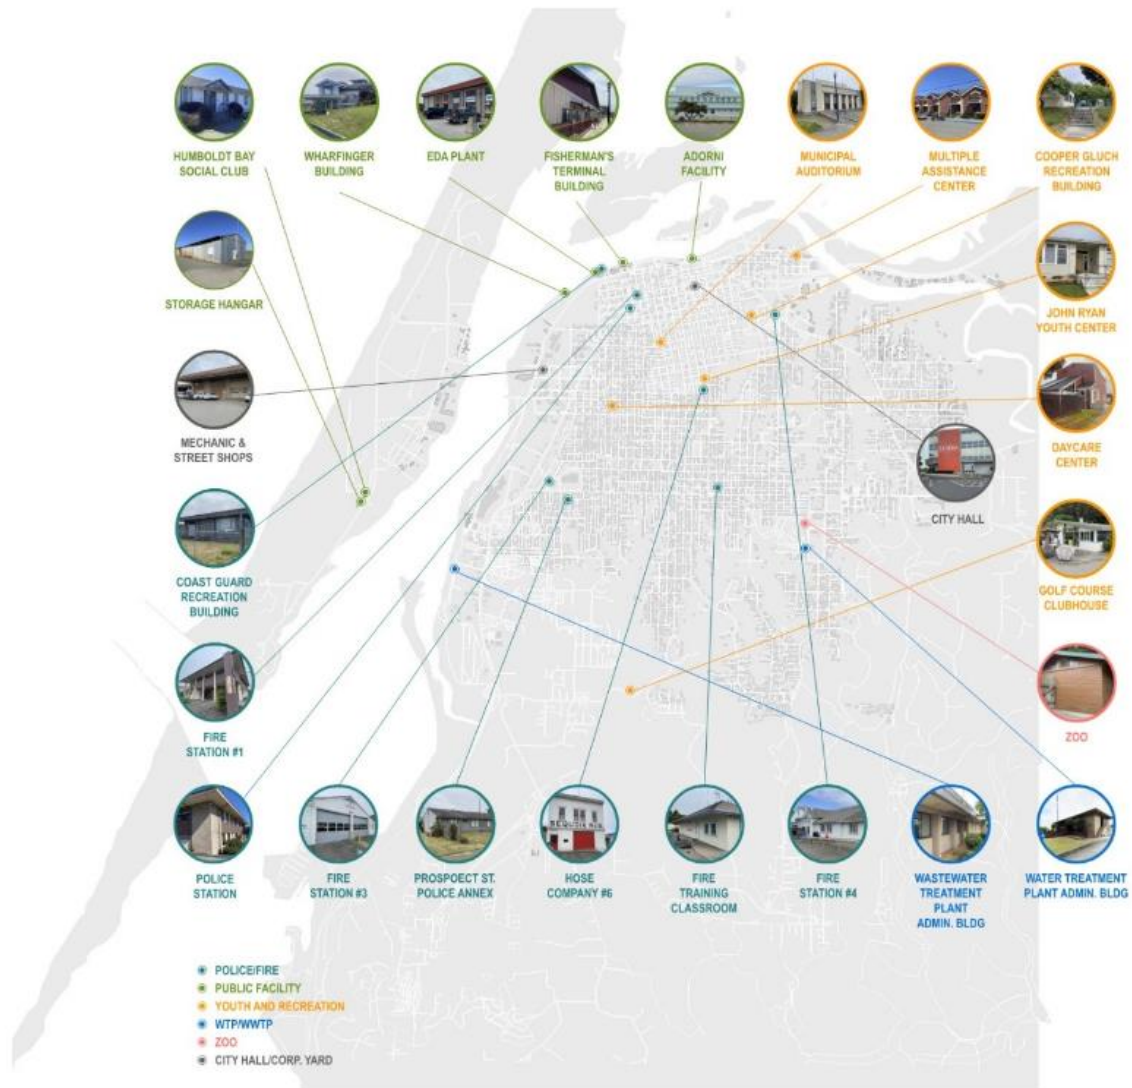 HUMBOLDT BAY
SOCIAL CLUB
WHARFINGER
BUILDING
EDA PLANT
FISHERMAN'S
TERMINAL
BUILDING
ADORNI
FACILITY
MUNICIPAL
AUDITORIUM
MULTIPLE
ASSISTANCE
CENTER
COOPER GLUCH
RECREATION
BUILDING
STORAGE HANGAR
JOHN RYAN
YOUTH CENTER
MECHANIC &
STREET SHOPS
DAYCARE
CENTER
CITY HALL
COAST GUARD
RECREATION
BUILDING
GOLF COURSE
CLUBHOUSE
FIRE
STATION #1
ZOO
SEQUOIA
POLICE
STATION
FIRE
STATION #3
PROSPOECT ST.
POLICE ANNEX
HOSE
COMPANY #6
FIRE
TRAINING
CLASSROOM
FIRE
STATION #4
WASTEWATER
TREATMENT
PLANT
ADMIN. BLDG
WATER TREATMENT
PLANT ADMIN. BLDG
POLICE/FIRE
PUBLIC FACILITY
YOUTH AND RECREATION
WTP/WWTP
ZOO
CITY HALL/CORP. YARD